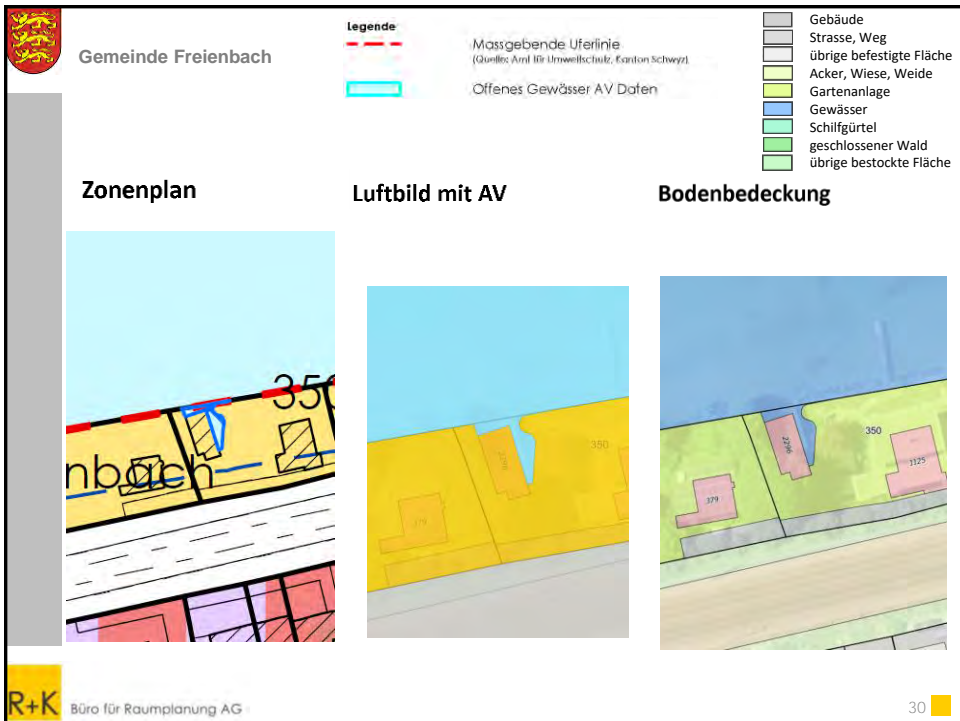 Gemeinde Freienbach
Legende
Massgebende Uferlinie
(Quelle: Amt für Umweltschutz, Kanton Schwyz)
Offenes Gewässer AV Daten
Gebäude
Strasse, Weg
übrige befestigte Fläche
Acker, Wiese, Weide
Gartenanlage
Gewässer
Schilfgürtel
geschlossener Wald
übrige bestockte Fläche
Zonenplan
Luftbild mit AV
Bodenbedeckung
350
nbach
350
2296
379
350
2296
1125
379
R+K Büro für Raumplanung AG
30